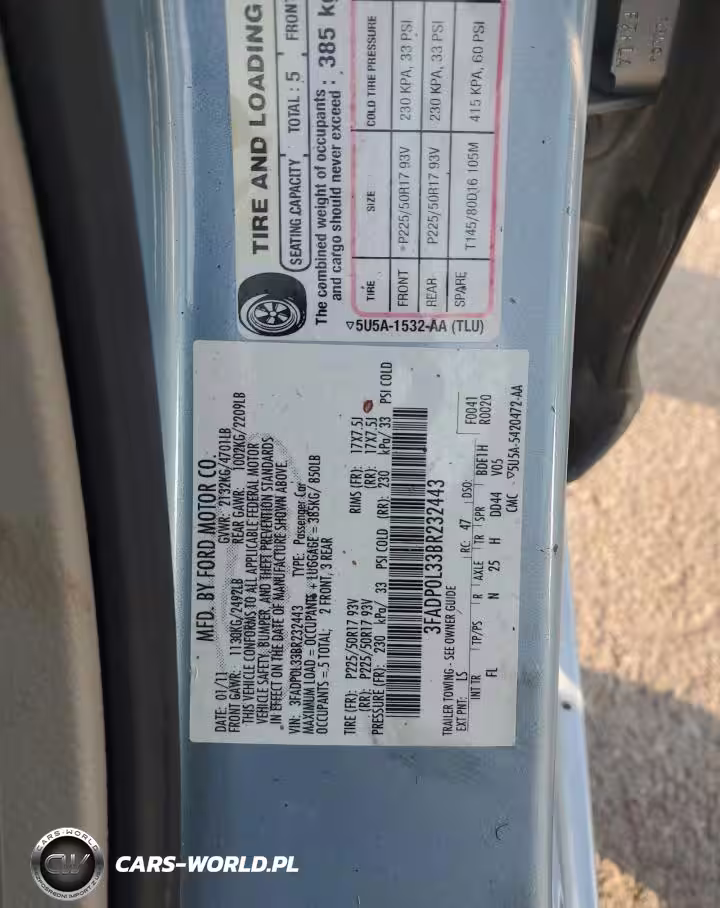 TIRE AND LOADING
SEATING CAPACITY TOTAL : 5 FRON
The combined weight of occupants
and cargo should never exceed : 385 kg
TIRE SIZE COLD TIRE PRESSURE
FRONT P225/50R17 93V 230 KPA, 33 PSI
REAR P225/50R17 93V 230 KPA, 33 PSI
SPARE T145/80D16 105M 415 KPA, 60 PSI
5U5A-1532-AA (TLU)
MFD. BY FORD MOTOR CO.
DATE: 01/11 GVWR: 2132KG/4701LB
FRONT GAWR: 1130KG/2492LB REAR GAWR: 1002KG/2209LB
THIS VEHICLE CONFORMS TO ALL APPLICABLE FEDERAL MOTOR
VEHICLE SAFETY, BUMPER, AND THEFT PREVENTION STANDARDS
IN EFFECT ON THE DATE OF MANUFACTURE SHOWN ABOVE.
VIN: 3FADP0L33BR232443 TYPE: Passenger Car
MAXIMUM LOAD = OCCUPANTS + LUGGAGE = 385KG/ 850LB
OCCUPANTS = 5 TOTAL: 2 FRONT, 3 REAR
TIRE (FR): P225/50R17 93V RIMS (FR): 17X7.5J
(RR): P225/50R17 93V (RR): 17X7.5J
PRESSURE (FR): 230 kPa/ 33 PSI COLD (RR): 230 kPa/ 33 PSI COLD
3FADP0L33BR232443
TRAILER TOWING - SEE OWNER GUIDE
F0041
R0020
EXT PNT: LS RC: 47 DSO:
INT TR TP/PS R AXLE TR SPR BDE1H
FL N 25 H DD44 V05
CMC 5U5A-5420472-AA
CARS-WORLD.PL
CARS-WORLD
CW